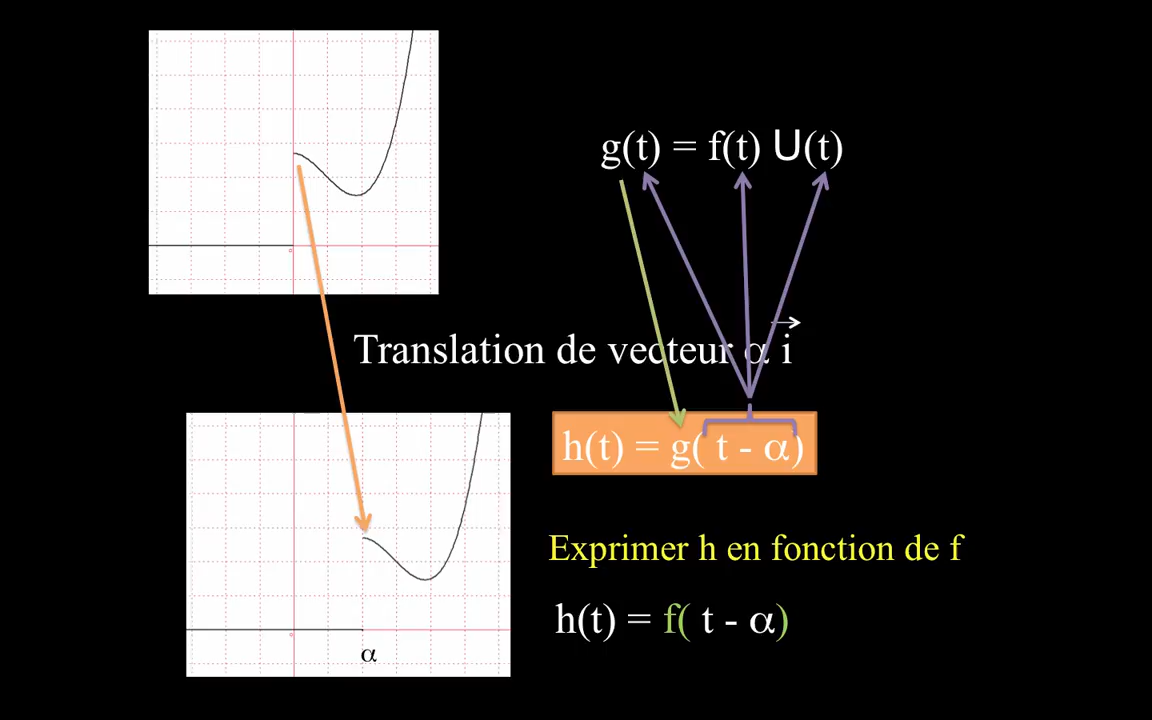 g(t) = f(t) U(t)
Translation de vecteur α i
h(t) = g( t - α)
Exprimer h en fonction de f
h(t) = f( t - α)
α